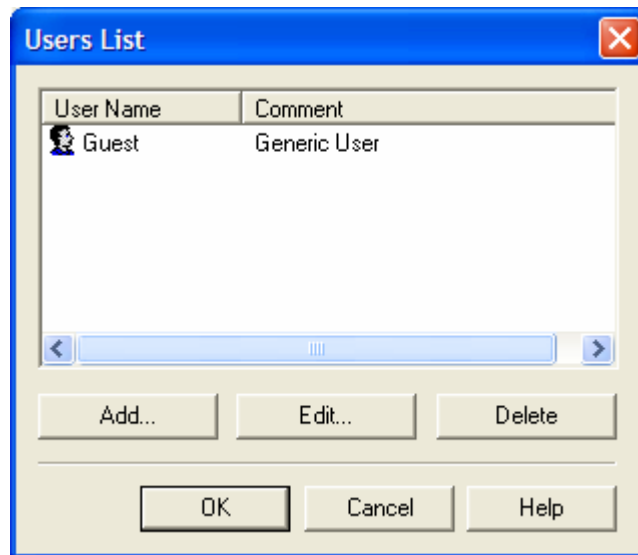 Users List
User Name Comment
Guest Generic User
Add... Edit... Delete
OK Cancel Help